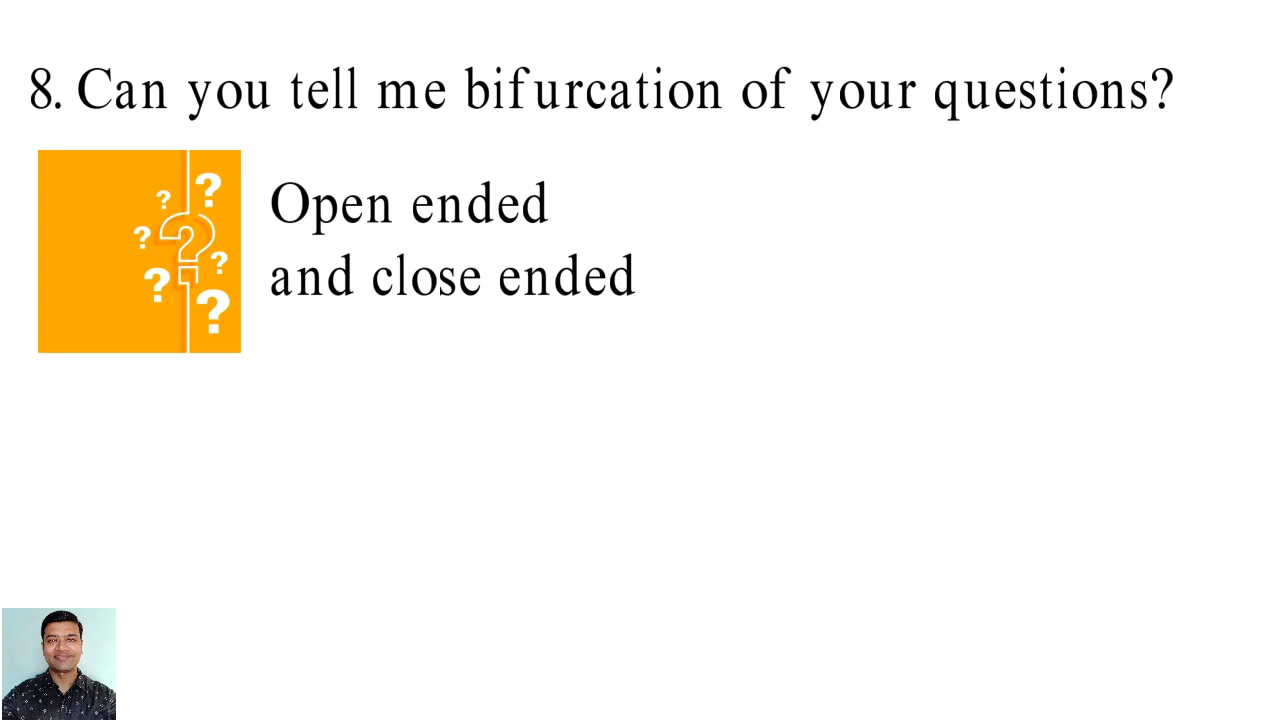 8. Can you tell me bifurcation of your questions?
Open ended
and close ended